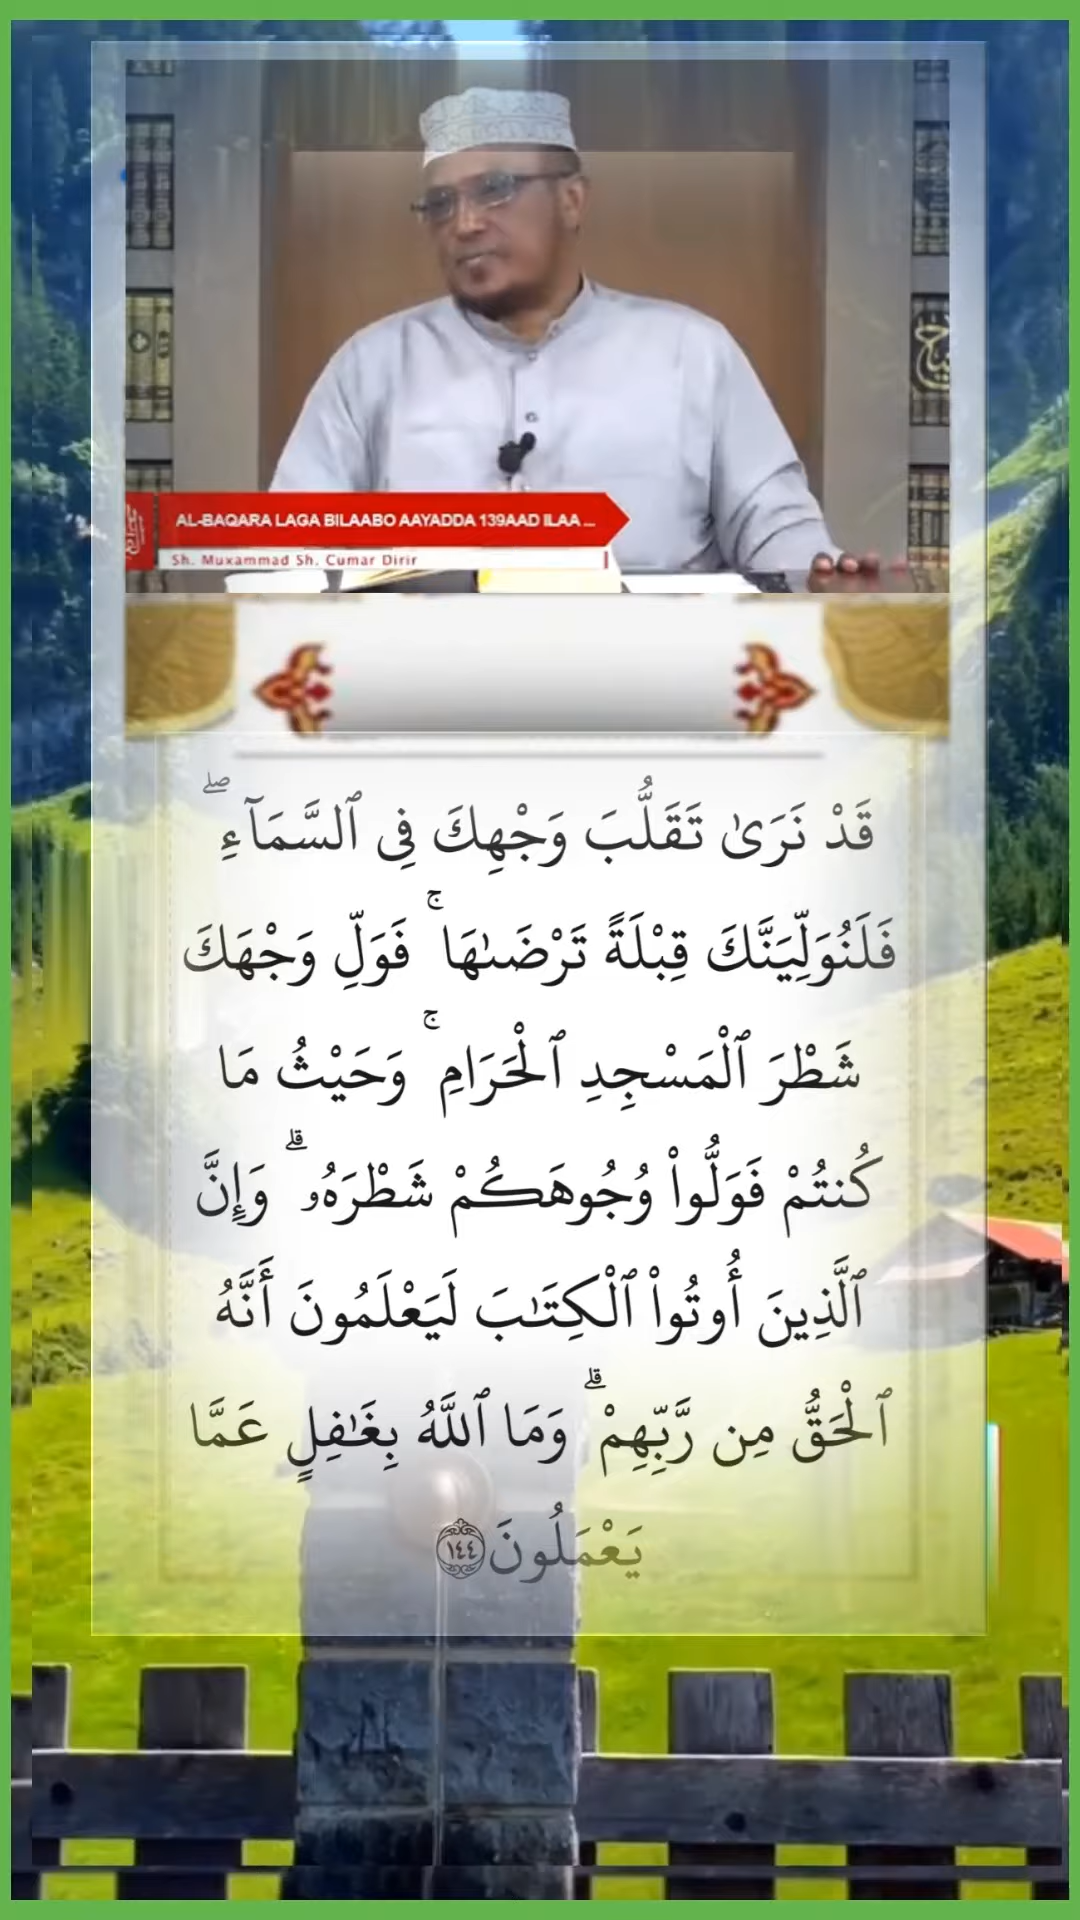 AL-BAQARA LAGA BILAABO AAYADDA 139AAD ILAA ...
Sh. Muxammad Sh. Cumar Dirir
قَدْ نَرَىٰ تَقَلُّبَ وَجْهِكَ فِى ٱلسَّمَآءِ ۖ
فَلَنُوَلِّيَنَّكَ قِبْلَةً تَرْضَىٰهَا ۚ فَوَلِّ وَجْهَكَ
شَطْرَ ٱلْمَسْجِدِ ٱلْحَرَامِ ۚ وَحَيْثُ مَا
كُنتُمْ فَوَلُّوا۟ وُجُوهَكُمْ شَطْرَهُۥ ۗ وَإِنَّ
ٱلَّذِينَ أُوتُوا۟ ٱلْكِتَـٰبَ لَيَعْلَمُونَ أَنَّهُ
ٱلْحَقُّ مِن رَّبِّهِمْ ۗ وَمَا ٱللَّهُ بِغَـٰفِلٍ عَمَّا
يَعْمَلُونَ ١٤٤